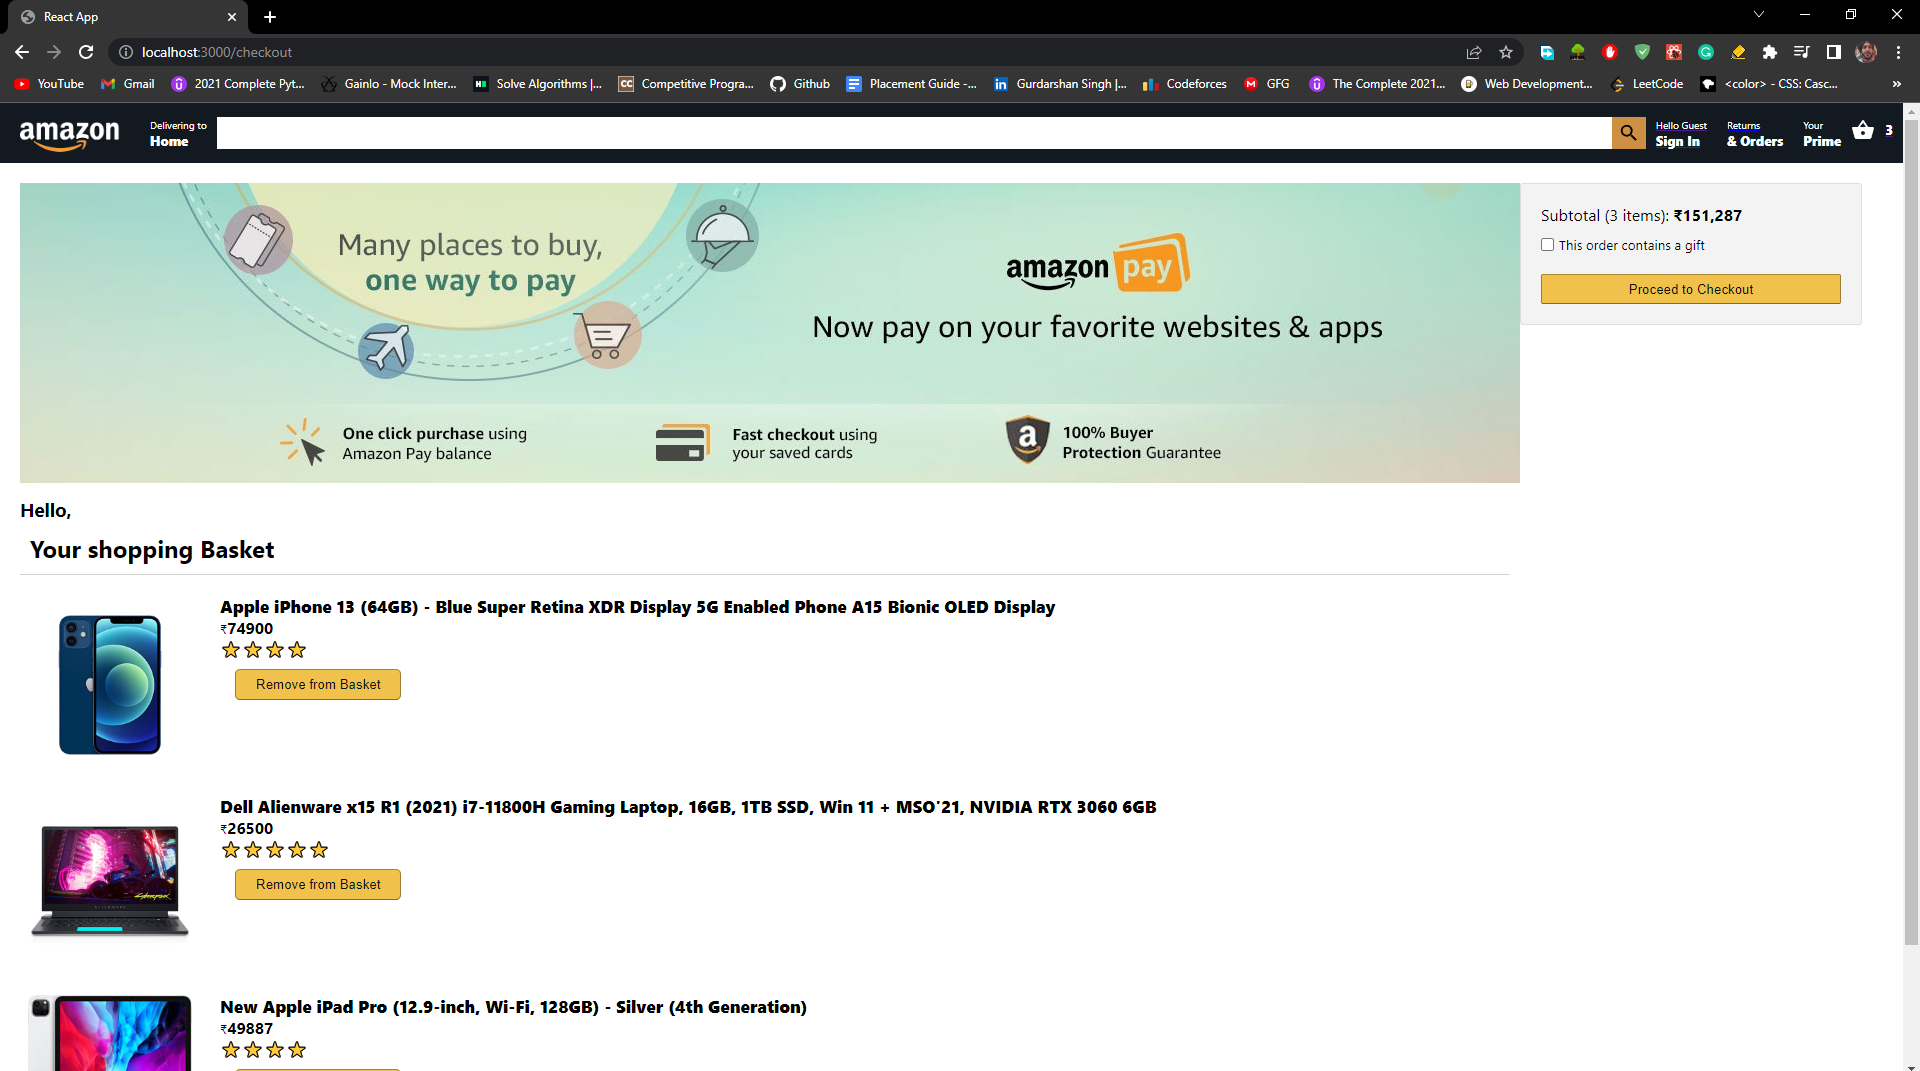 React App
localhost:3000/checkout
YouTube Gmail 2021 Complete Pyt... Gainlo - Mock Inter... Solve Algorithms |... Competitive Progra... Github Placement Guide -... Gurdarshan Singh |... Codeforces GFG The Complete 2021... Web Development... LeetCode <color> - CSS: Casc... »
amazon
Delivering to
Home
Hello Guest
Sign In
Returns
& Orders
Your
Prime
3
Many places to buy,
one way to pay
amazon pay
Now pay on your favorite websites & apps
One click purchase using
Amazon Pay balance
Fast checkout using
your saved cards
100% Buyer
Protection Guarantee
Subtotal (3 items): ₹151,287
This order contains a gift
Proceed to Checkout
Hello,
Your shopping Basket
Apple iPhone 13 (64GB) - Blue Super Retina XDR Display 5G Enabled Phone A15 Bionic OLED Display
₹74900
Remove from Basket
Dell Alienware x15 R1 (2021) i7-11800H Gaming Laptop, 16GB, 1TB SSD, Win 11 + MSO'21, NVIDIA RTX 3060 6GB
₹26500
Remove from Basket
New Apple iPad Pro (12.9-inch, Wi-Fi, 128GB) - Silver (4th Generation)
₹49887